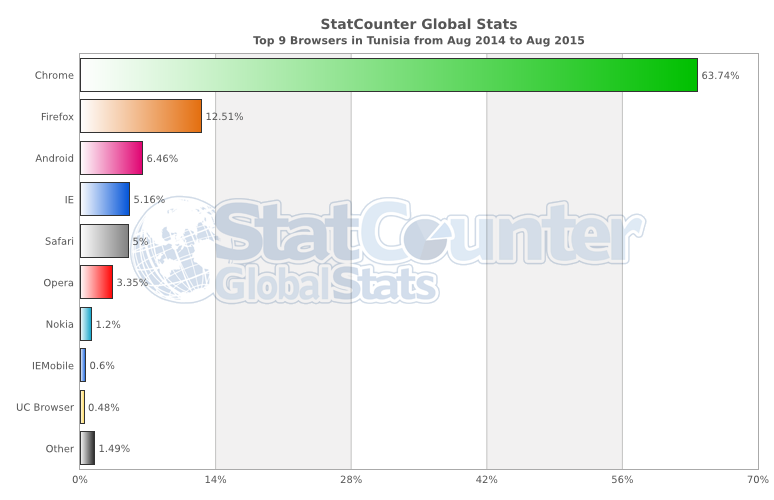 StatCounter Global Stats
Top 9 Browsers in Tunisia from Aug 2014 to Aug 2015
Chrome 63.74%
Firefox 12.51%
Android 6.46%
IE 5.16%
Safari 5%
StatCounter
Opera 3.35%
GlobalStats
Nokia 1.2%
IEMobile 0.6%
UC Browser 0.48%
Other 1.49%
0% 14% 28% 42% 56% 70%